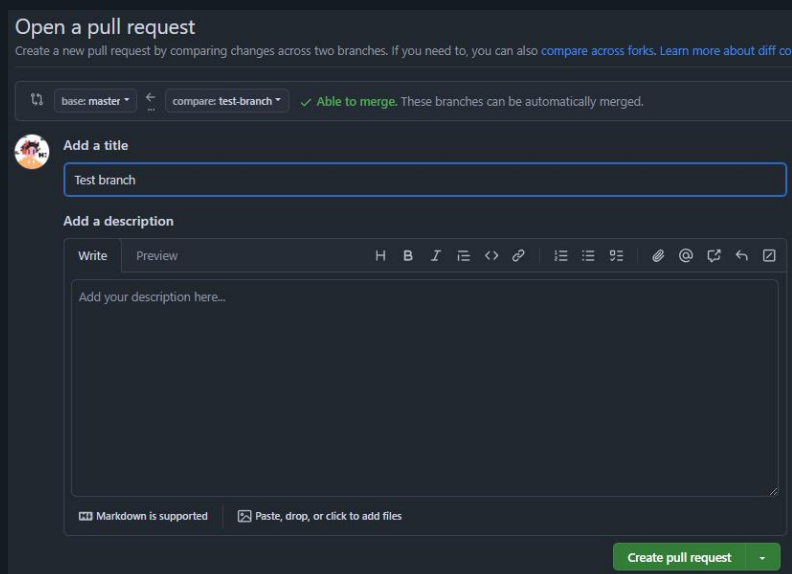 Open a pull request
Create a new pull request by comparing changes across two branches. If you need to, you can also compare across forks. Learn more about diff co
base: master compare: test-branch Able to merge. These branches can be automatically merged.
Add a title
Test branch
Add a description
Write Preview
Add your description here...
Markdown is supported Paste, drop, or click to add files
Create pull request